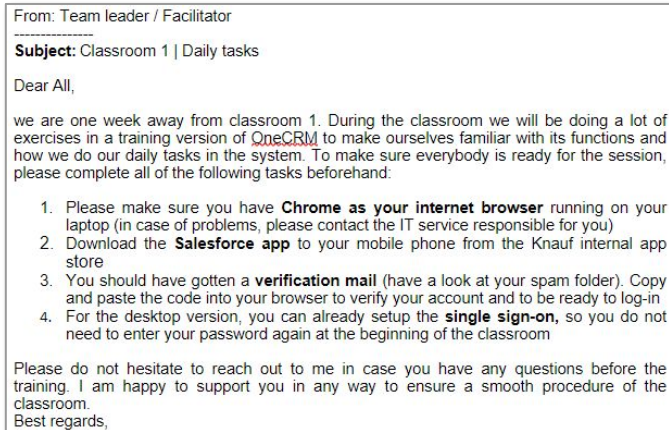 From: Team leader / Facilitator
---------------
Subject: Classroom 1 | Daily tasks
Dear All,
we are one week away from classroom 1. During the classroom we will be doing a lot of
exercises in a training version of OneCRM to make ourselves familiar with its functions and
how we do our daily tasks in the system. To make sure everybody is ready for the session,
please complete all of the following tasks beforehand:
1. Please make sure you have Chrome as your internet browser running on your
laptop (in case of problems, please contact the IT service responsible for you)
2. Download the Salesforce app to your mobile phone from the Knauf internal app
store
3. You should have gotten a verification mail (have a look at your spam folder). Copy
and paste the code into your browser to verify your account and to be ready to log-in
4. For the desktop version, you can already setup the single sign-on, so you do not
need to enter your password again at the beginning of the classroom
Please do not hesitate to reach out to me in case you have any questions before the
training. I am happy to support you in any way to ensure a smooth procedure of the
classroom.
Best regards,